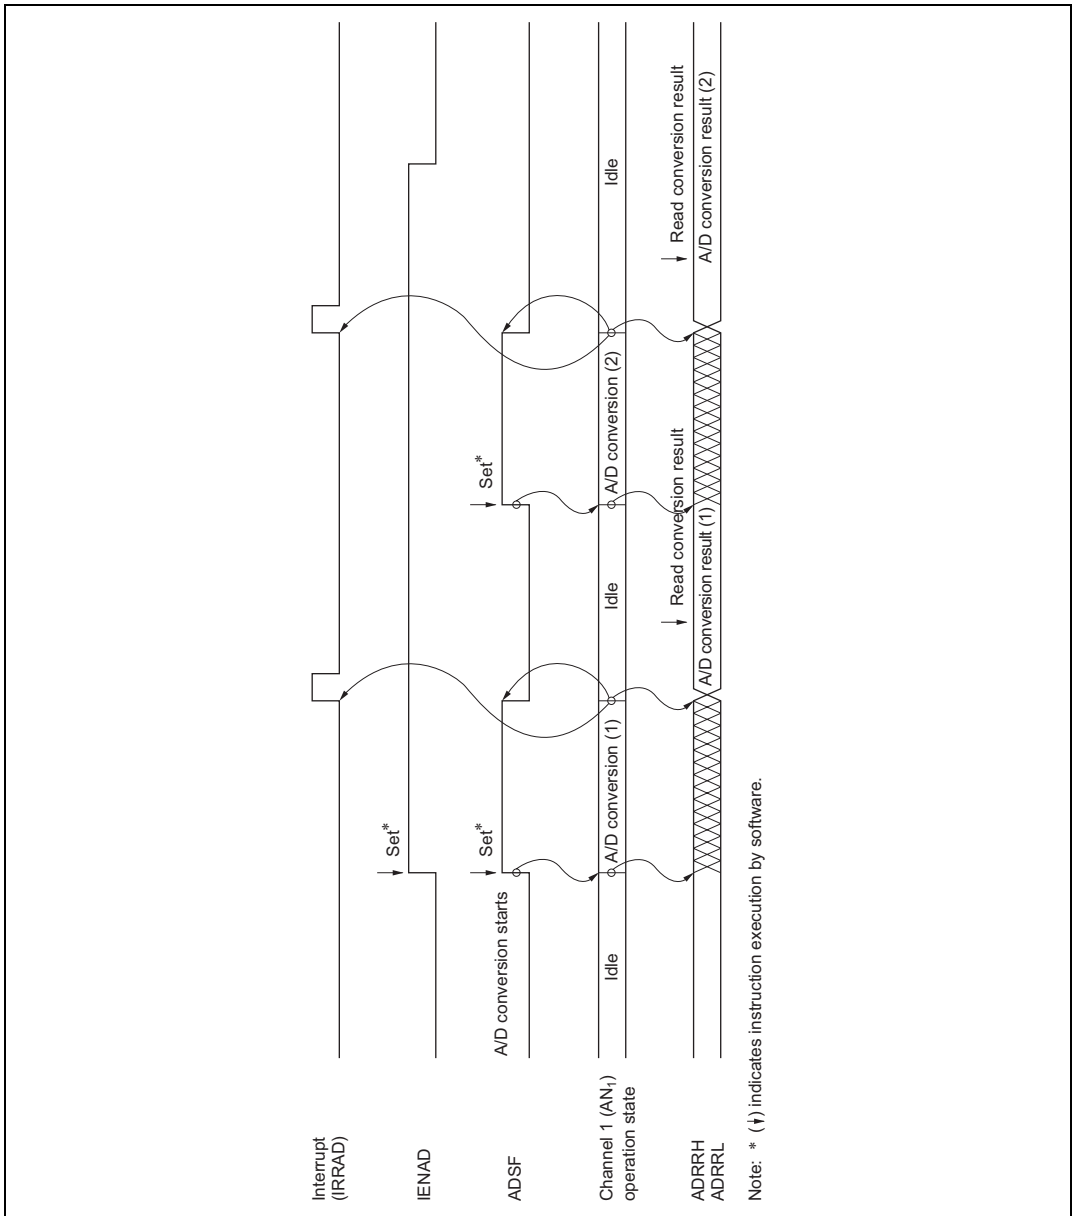 Interrupt
(IRRAD)
IENAD
Set*
ADSF
A/D conversion starts
Set*
Set*
Channel 1 (AN₁)
operation state
Idle
A/D conversion (1)
Idle
A/D conversion (2)
Idle
Read conversion result
Read conversion result
ADRRH
ADRRL
A/D conversion result (1)
A/D conversion result (2)
Note: * (↓) indicates instruction execution by software.